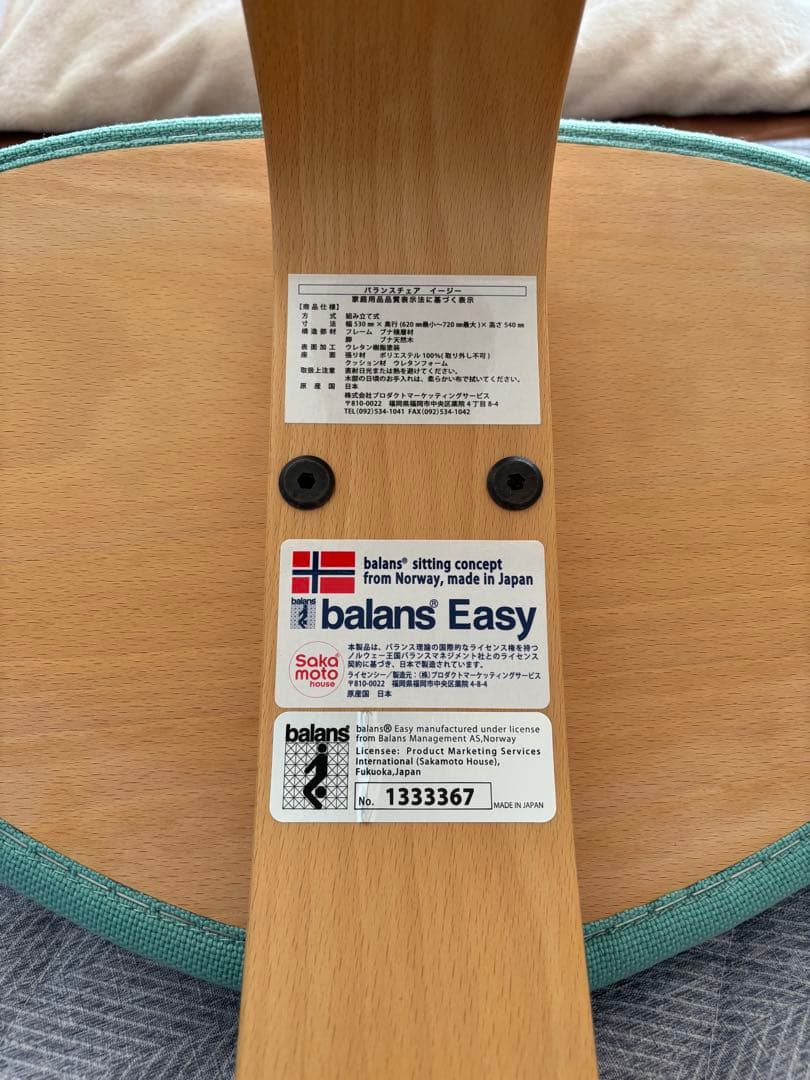 バランスチェア イージー
家庭用品品質表示法に基づく表示
【商品仕様】
方 式 組み立て式
寸 法 幅 530 ㎜ × 奥行 (620 ㎜最小〜720 ㎜最大 )× 高さ 540 ㎜
構造部材 フレーム ブナ積層材
脚 ブナ天然木
表面加工 ウレタン樹脂塗装
座 面 張り材 ポリエステル 100%( 取り外し不可 )
クッション材 ウレタンフォーム
取扱上注意 直射日光または熱を避けてください。
木部の日頃のお手入れは、柔らかい布で拭いてください。
原 産 国 日本
株式会社プロダクトマーケッティングサービス
〒810-0022 福岡県福岡市中央区薬院 4 丁目 8-4
TEL(092)534-1041 FAX(092)534-1042
balans® sitting concept
from Norway, made in Japan
balans
balans® Easy
Saka
moto
house
本製品は、バランス理論の国際的なライセンス権を持つ
ノルウェー王国バランスマネジメント社とのライセンス
契約に基づき、日本で製造されています。
ライセンシー/製造元:(株)プロダクトマーケッティングサービス
〒810-0022 福岡県福岡市中央区薬院 4-8-4
原産国 日本
balans®
balans® Easy manufactured under license
from Balans Management AS,Norway
Licensee: Product Marketing Services
International (Sakamoto House),
Fukuoka,Japan
No. 1333367
MADE IN JAPAN